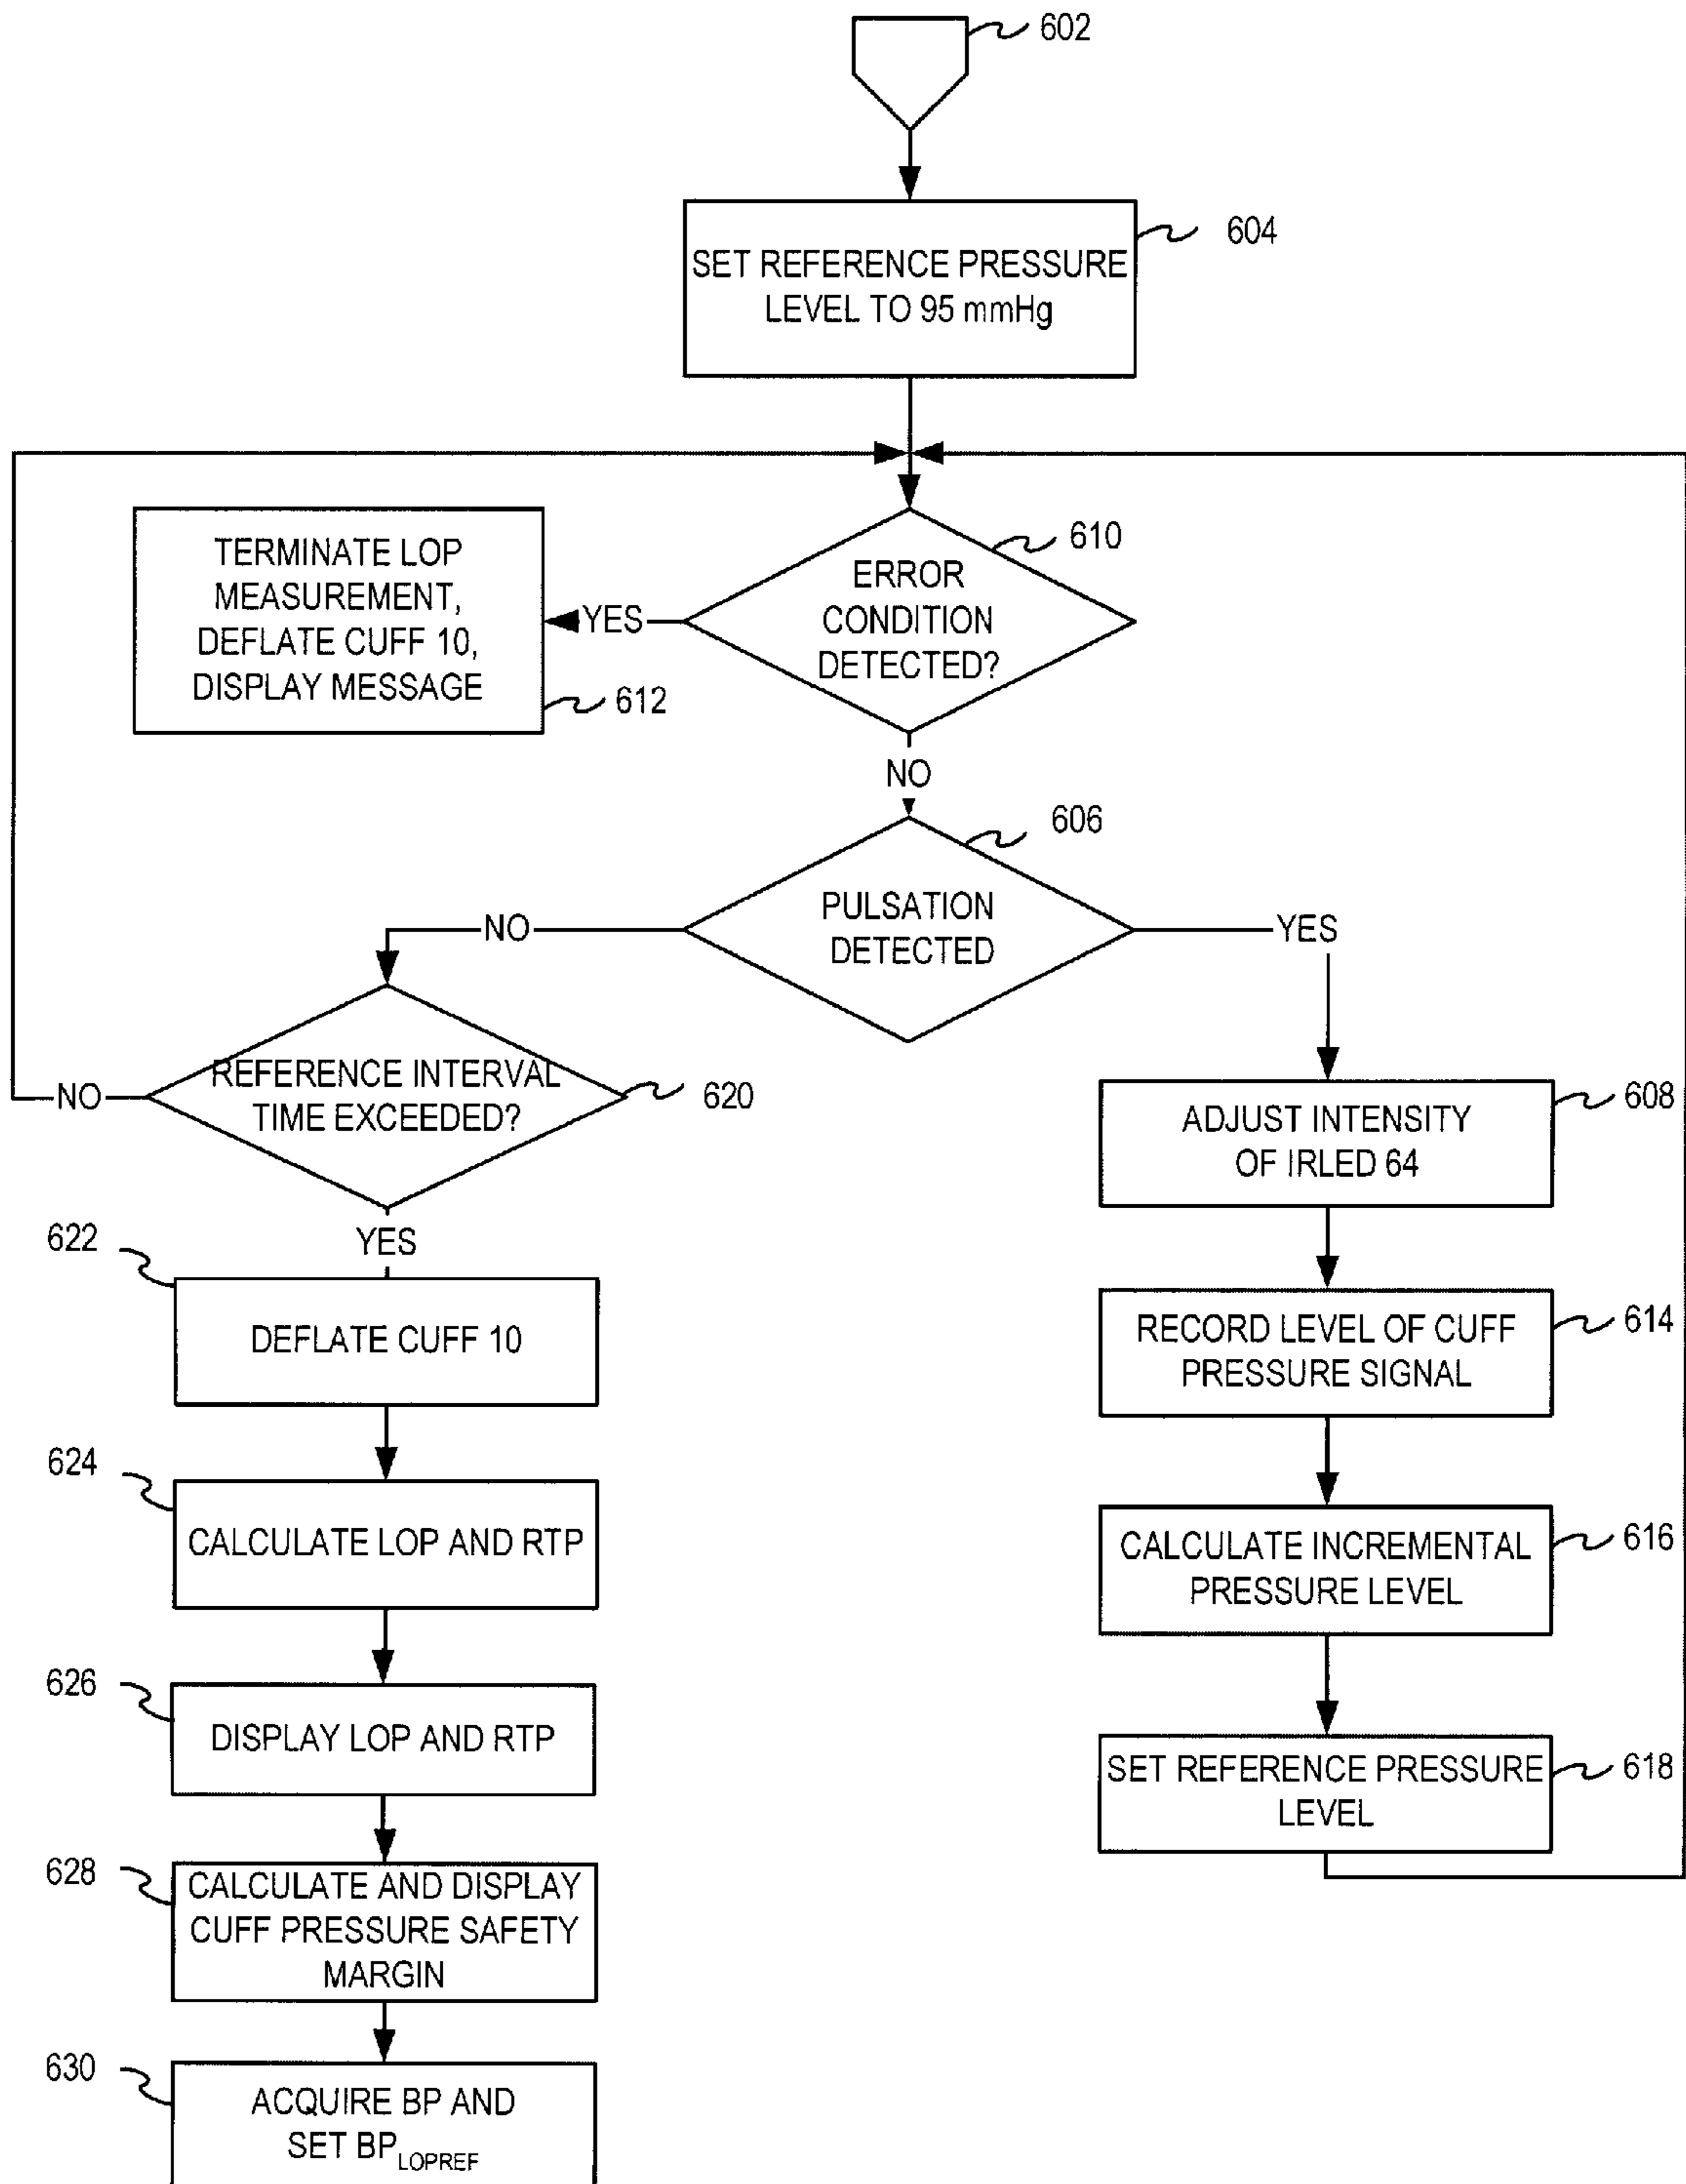 602
SET REFERENCE PRESSURE
LEVEL TO 95 mmHg
604
ERROR
CONDITION
DETECTED?
610
YES
TERMINATE LOP
MEASUREMENT,
DEFLATE CUFF 10,
DISPLAY MESSAGE
612
NO
606
PULSATION
DETECTED
NO
YES
REFERENCE INTERVAL
TIME EXCEEDED?
620
NO
YES
ADJUST INTENSITY
OF IRLED 64
608
622
DEFLATE CUFF 10
RECORD LEVEL OF CUFF
PRESSURE SIGNAL
614
624
CALCULATE LOP AND RTP
CALCULATE INCREMENTAL
PRESSURE LEVEL
616
626
DISPLAY LOP AND RTP
SET REFERENCE PRESSURE
LEVEL
618
628
CALCULATE AND DISPLAY
CUFF PRESSURE SAFETY
MARGIN
630
ACQUIRE BP AND
SET BP LOPREF